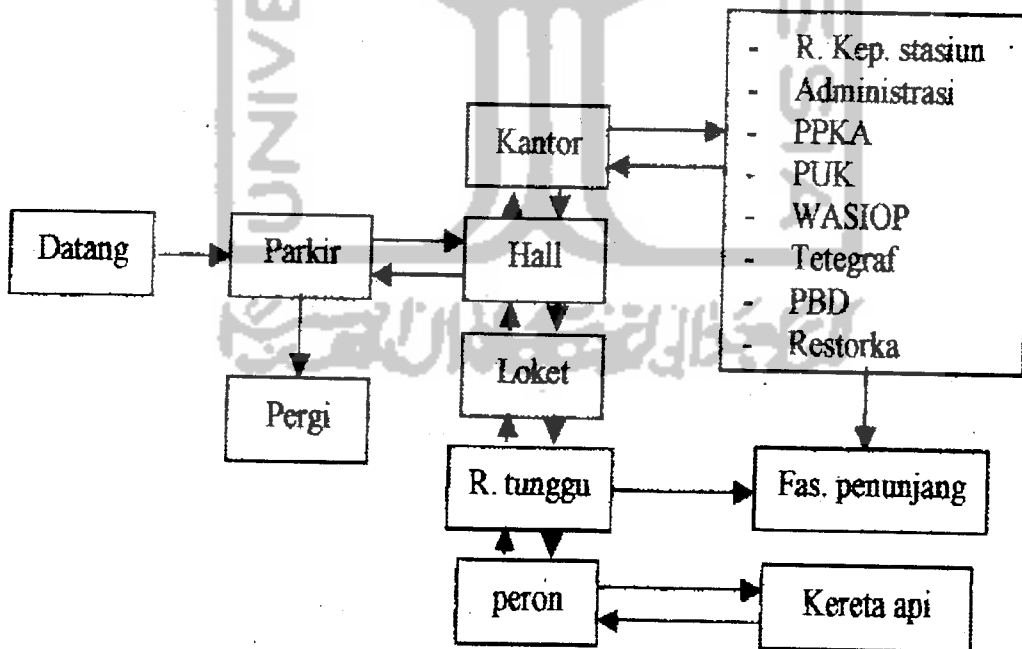 UNIVE
- R. Kep. stasiun
- Administrasi
- PPKA
- PUK
- WASIOP
- Tetegraf
- PBD
- Restorka
Kantor
Datang
Parkir
Hall
Loket
Pergi
R. tunggu
Fas. penunjang
peron
Kereta api